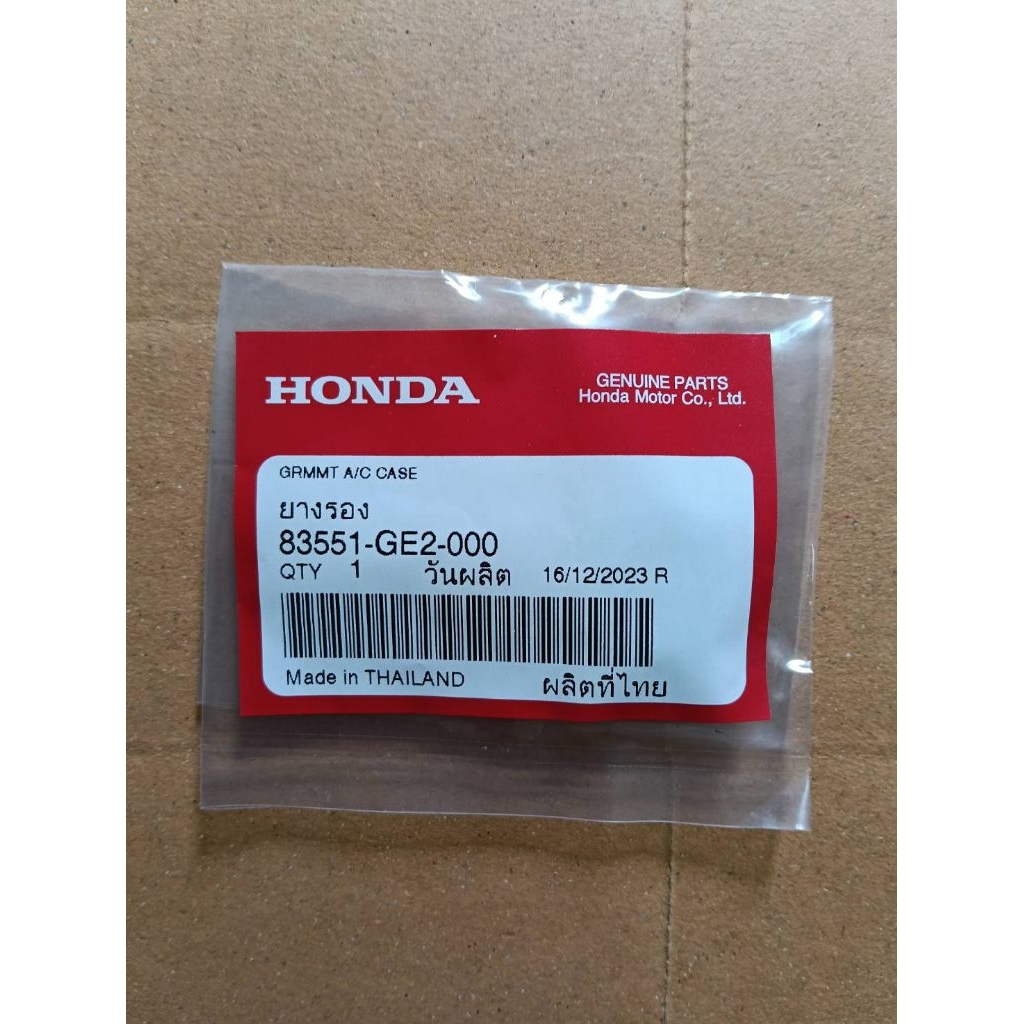 HONDA
GENUINE PARTS
Honda Motor Co., Ltd.
GRMMT A/C CASE
ยางรอง
83551-GE2-000
QTY 1 วันผลิต 16/12/2023 R
Made in THAILAND ผลิตที่ไทย